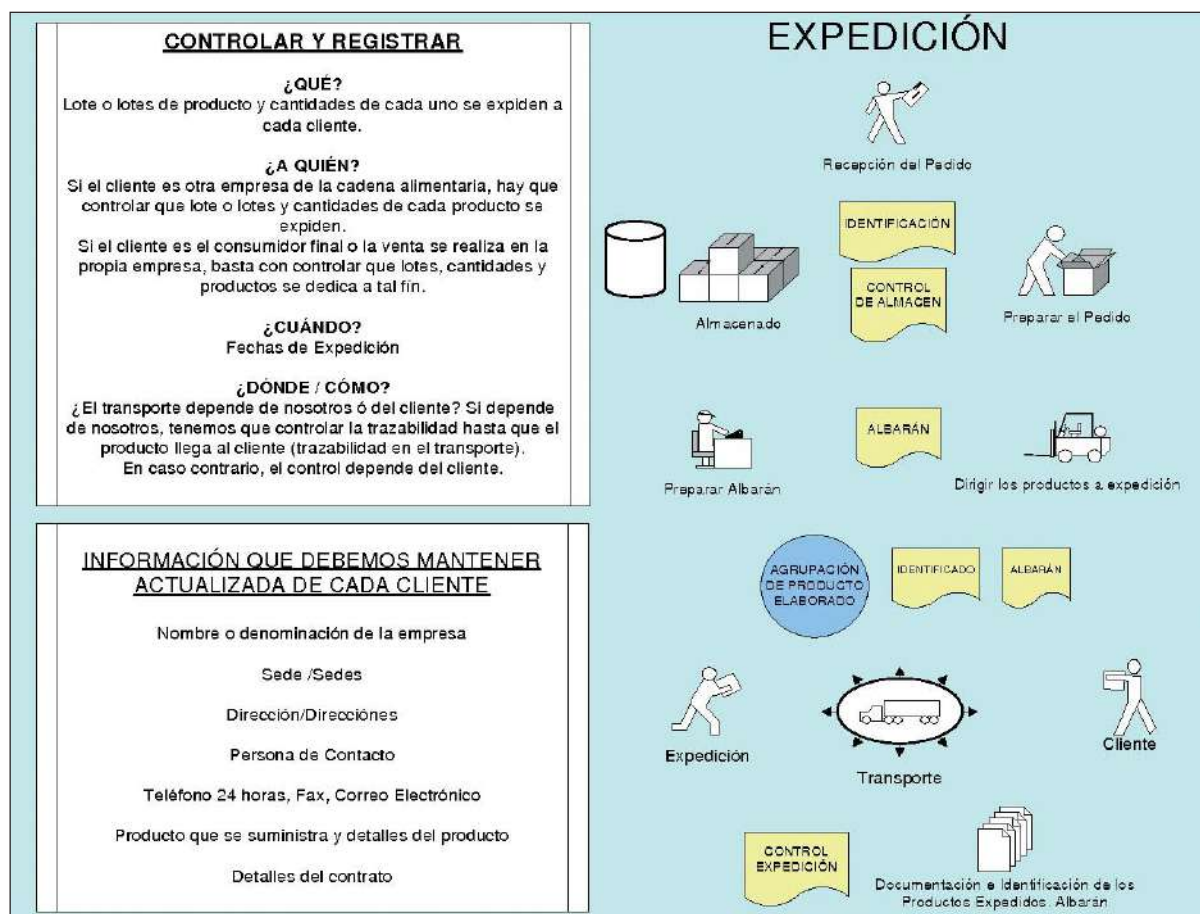 CONTROLAR Y REGISTRAR
¿QUÉ?
Lote o lotes de producto y cantidades de cada uno se expiden a
cada cliente.
¿A QUIÉN?
Si el cliente es otra empresa de la cadena alimentaria, hay que
controlar que lote o lotes y cantidades de cada producto se
expiden.
Si el cliente es el consumidor final o la venta se realiza en la
propia empresa, basta con controlar que lotes, cantidades y
productos se dedica a tal fín.
¿CUÁNDO?
Fechas de Expedición
¿DÓNDE / CÓMO?
¿El transporte depende de nosotros ó del cliente? Si depende
de nosotros, tenemos que controlar la trazabilidad hasta que el
producto llega al cliente (trazabilidad en el transporte).
En caso contrario, el control depende del cliente.
INFORMACIÓN QUE DEBEMOS MANTENER
ACTUALIZADA DE CADA CLIENTE
Nombre o denominación de la empresa
Sede /Sedes
Dirección/Direcciónes
Persona de Contacto
Teléfono 24 horas, Fax, Correo Electrónico
Producto que se suministra y detalles del producto
Detalles del contrato
EXPEDICIÓN
Recepción del Pedido
IDENTIFICACIÓN
CONTROL
DE ALMACEN
Almacenado
Preparar el Pedido
ALBARÁN
Preparar Albarán
Dirigir los productos a expedición
AGRUPACIÓN
DE PRODUCTO
ELABORADO
IDENTIFICADO
ALBARÁN
Expedición
Transporte
Cliente
CONTROL
EXPEDICIÓN
Documentación e Identificación de los
Productos Expedidos. Albarán